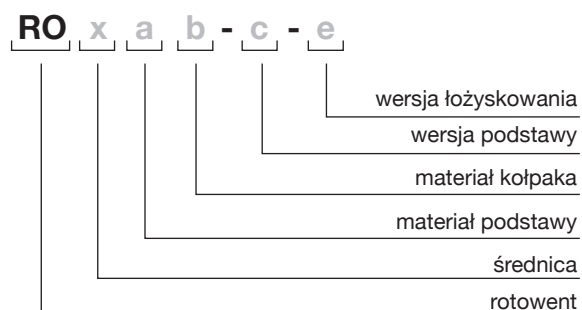 RO x a b - c - e
wersja łożyskowania
wersja podstawy
materiał kołpaka
materiał podstawy
średnica
rotowent